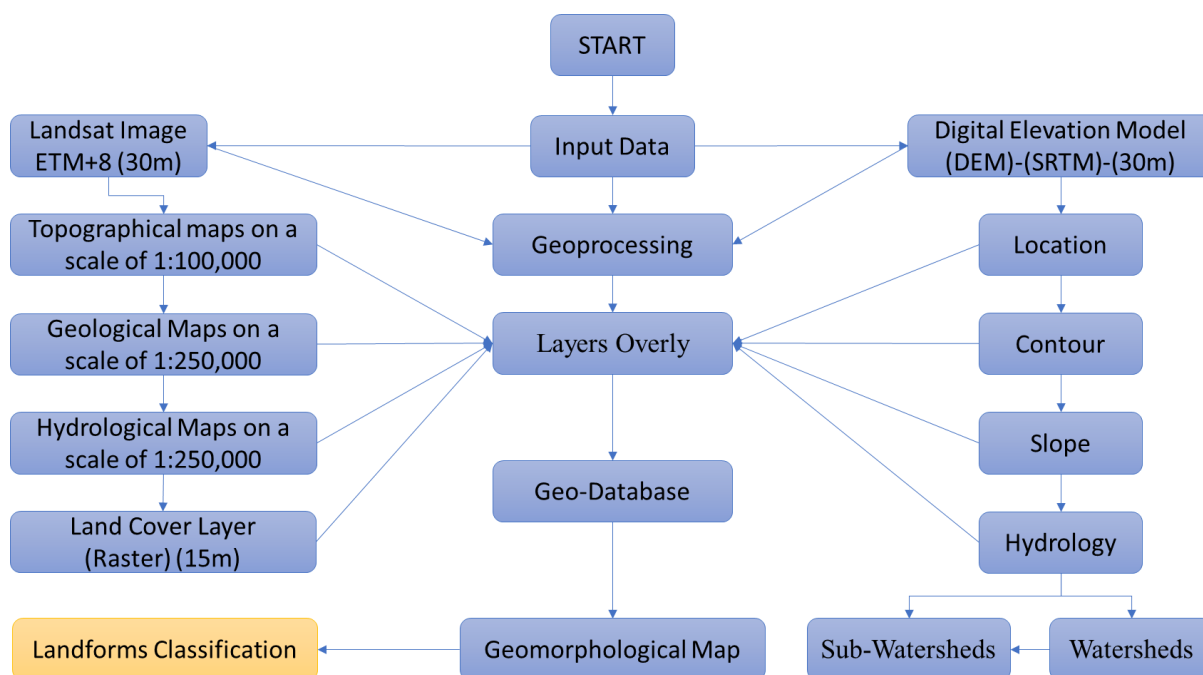 START
Landsat Image
ETM+8 (30m)
Input Data
Digital Elevation Model
(DEM)-(SRTM)-(30m)
Topographical maps on a
scale of 1:100,000
Geoprocessing
Location
Geological Maps on a
scale of 1:250,000
Layers Overly
Contour
Hydrological Maps on a
scale of 1:250,000
Slope
Geo-Database
Land Cover Layer
(Raster) (15m)
Hydrology
Landforms Classification
Geomorphological Map
Sub-Watersheds
Watersheds